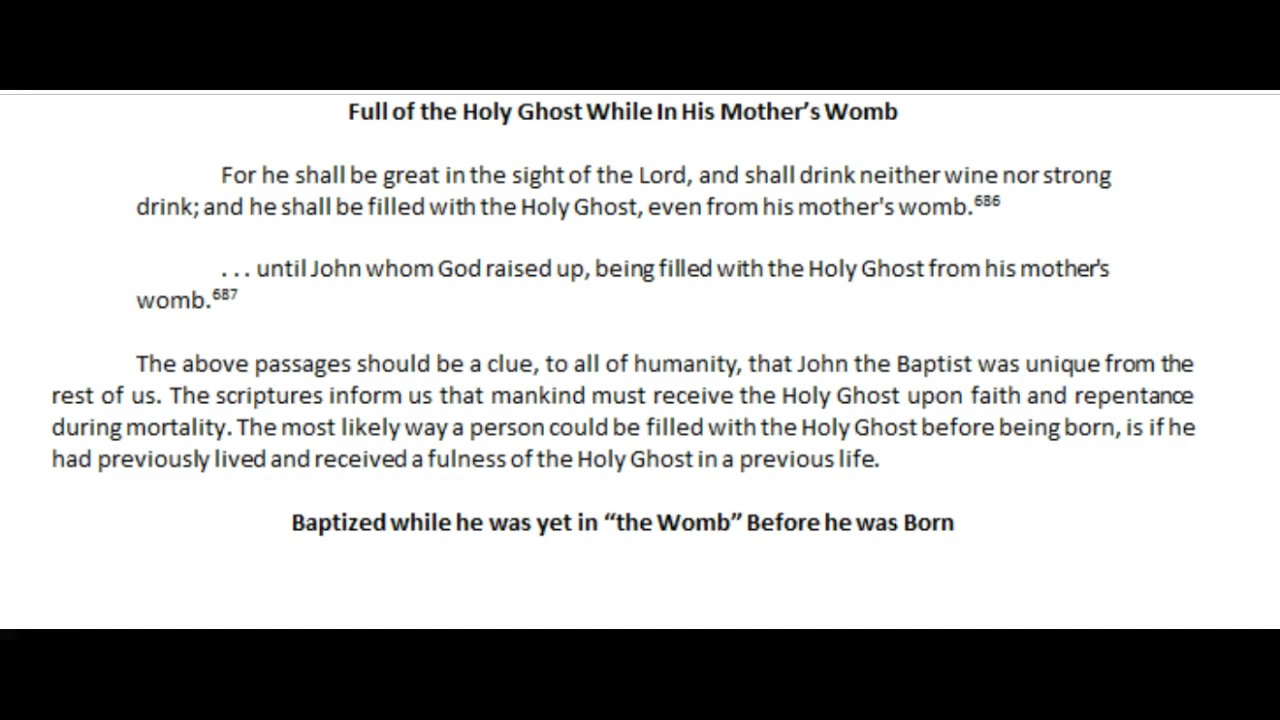 Full of the Holy Ghost While In His Mother’s Womb
For he shall be great in the sight of the Lord, and shall drink neither wine nor strong
drink; and he shall be filled with the Holy Ghost, even from his mother's womb.⁶⁸⁶
. . . until John whom God raised up, being filled with the Holy Ghost from his mother's
womb.⁶⁸⁷
The above passages should be a clue, to all of humanity, that John the Baptist was unique from the
rest of us. The scriptures inform us that mankind must receive the Holy Ghost upon faith and repentance
during mortality. The most likely way a person could be filled with the Holy Ghost before being born, is if he
had previously lived and received a fulness of the Holy Ghost in a previous life.
Baptized while he was yet in “the Womb” Before he was Born